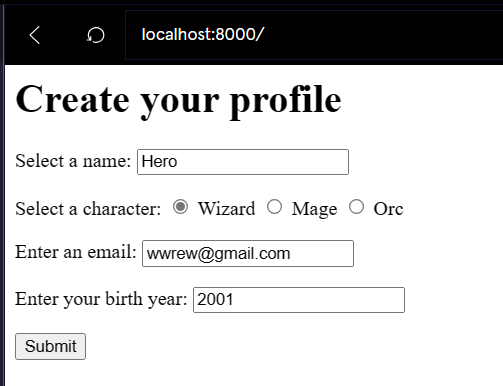 localhost:8000/
Create your profile
Select a name: Hero
Select a character: Wizard Mage Orc
Enter an email: wwrew@gmail.com
Enter your birth year: 2001
Submit